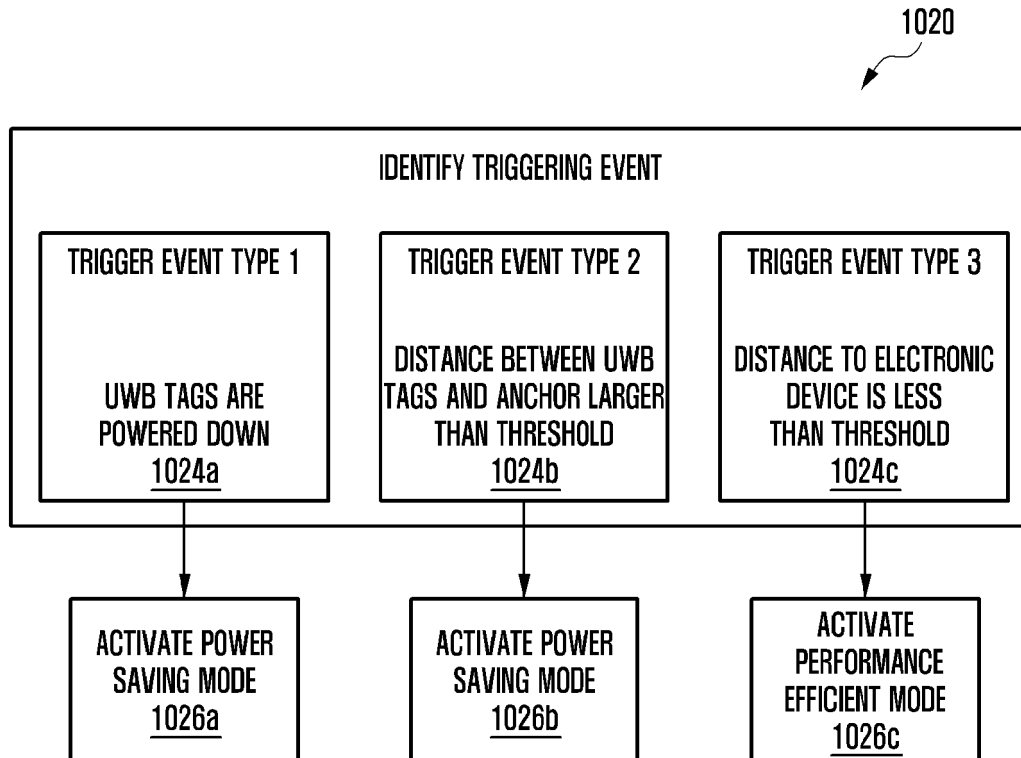 1020
IDENTIFY TRIGGERING EVENT
TRIGGER EVENT TYPE 1
UWB TAGS ARE
POWERED DOWN
1024a
TRIGGER EVENT TYPE 2
DISTANCE BETWEEN UWB
TAGS AND ANCHOR LARGER
THAN THRESHOLD
1024b
TRIGGER EVENT TYPE 3
DISTANCE TO ELECTRONIC
DEVICE IS LESS
THAN THRESHOLD
1024c
ACTIVATE POWER
SAVING MODE
1026a
ACTIVATE POWER
SAVING MODE
1026b
ACTIVATE
PERFORMANCE
EFFICIENT MODE
1026c